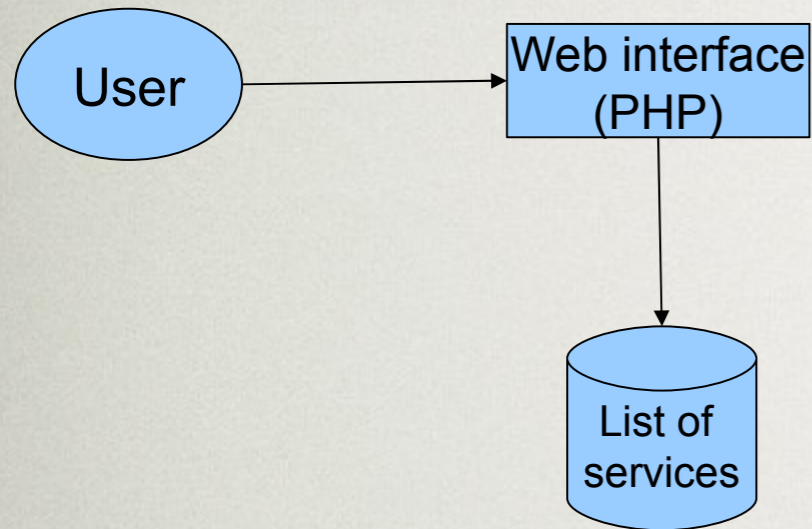 User
Web interface
(PHP)
List of
services